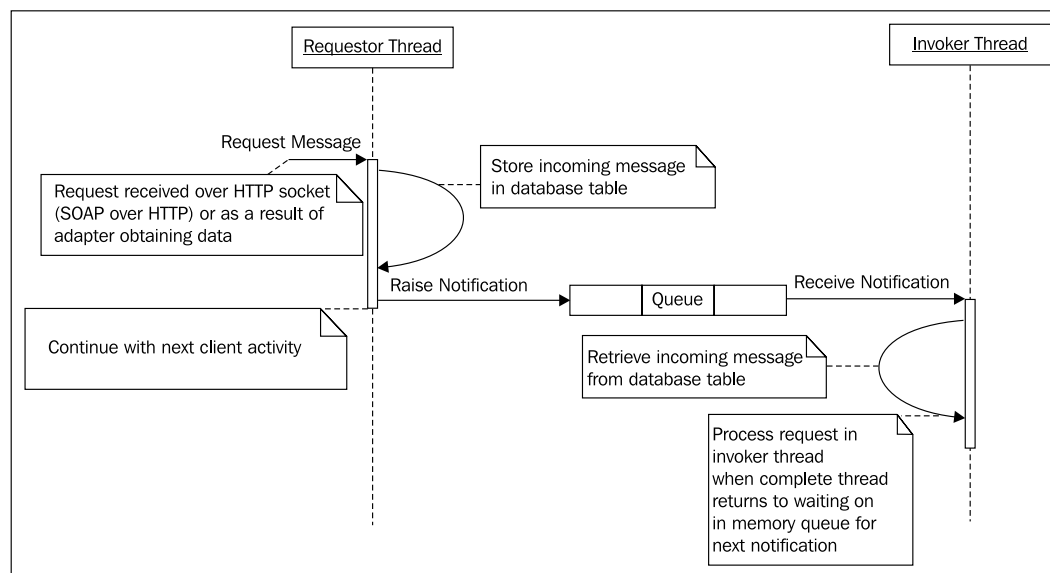 Requestor Thread
Invoker Thread
Request Message
Store incoming message
in database table
Request received over HTTP socket
(SOAP over HTTP) or as a result of
adapter obtaining data
Raise Notification
Queue
Receive Notification
Continue with next client activity
Retrieve incoming message
from database table
Process request in
invoker thread
when complete thread
returns to waiting on
in memory queue for
next notification